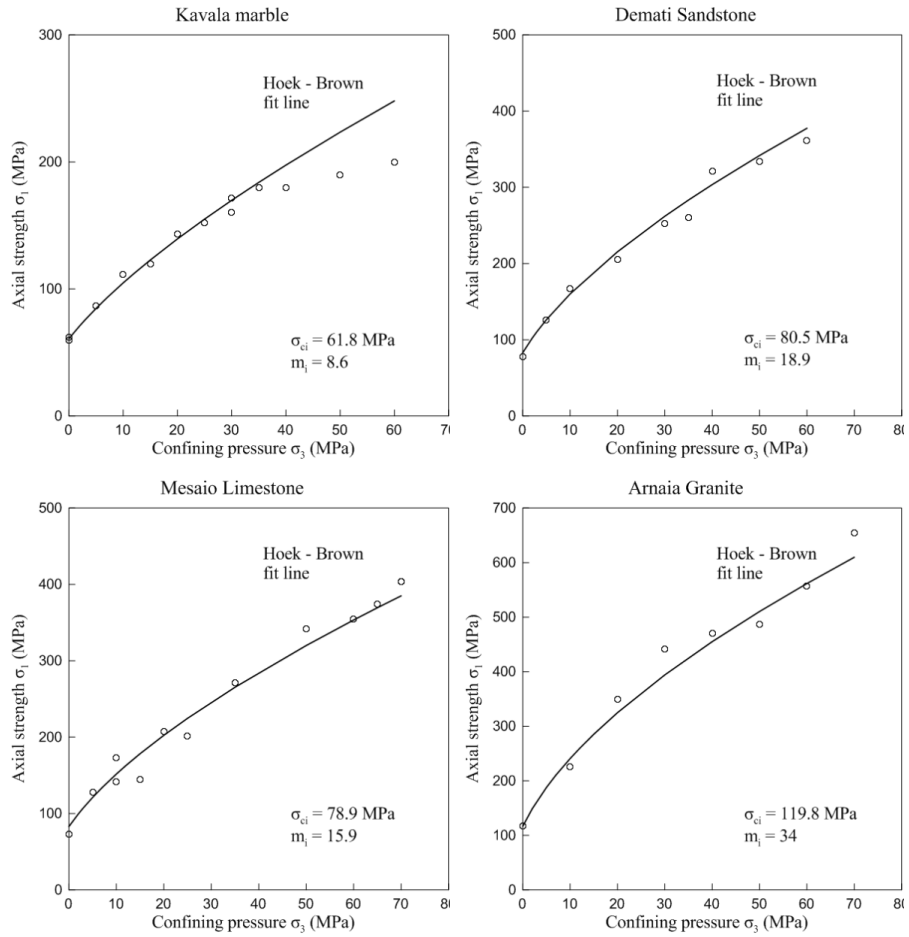 Kavala marble
300
200
100
0
Axial strength σ₁ (MPa)
Hoek - Brown
fit line
σci = 61.8 MPa
mi = 8.6
0 10 20 30 40 50 60 70
Confining pressure σ₃ (MPa)
Demati Sandstone
500
400
300
200
100
0
Axial strength σ₁ (MPa)
Hoek - Brown
fit line
σci = 80.5 MPa
mi = 18.9
0 10 20 30 40 50 60 70 80
Confining pressure σ₃ (MPa)
Mesaio Limestone
500
400
300
200
100
0
Axial strength σ₁ (MPa)
Hoek - Brown
fit line
σci = 78.9 MPa
mi = 15.9
0 10 20 30 40 50 60 70 80
Confining pressure σ₃ (MPa)
Arnaia Granite
700
600
500
400
300
200
100
0
Axial strength σ₁ (MPa)
Hoek - Brown
fit line
σci = 119.8 MPa
mi = 34
0 10 20 30 40 50 60 70 80
Confining pressure σ₃ (MPa)